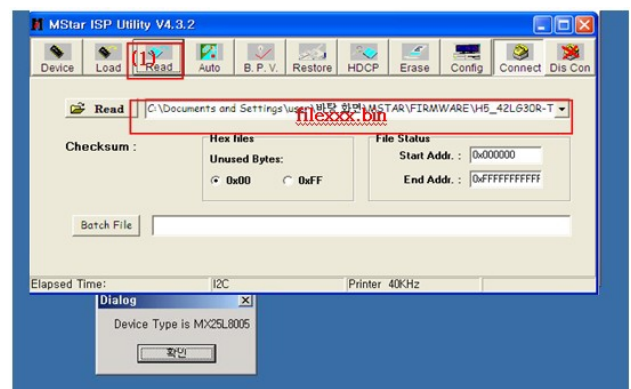 MStar ISP Utility V4.3.2
Device Load Read Auto B. P. V. Restore HDCP Erase Config Connect Dis Con
(1)
Read C:\Documents and Settings\user\바탕 화면\MSTAR\FIRMWARE\H5_42LG30R-T
filexxx.bin
Checksum :
Hex files
Unused Bytes:
0x00 0xFF
File Status
Start Addr. : 0x000000
End Addr. : 0xFFFFFFFFFFF
Batch File
Elapsed Time: I2C Printer 40KHz
Dialog
Device Type is MX25L8005
확인